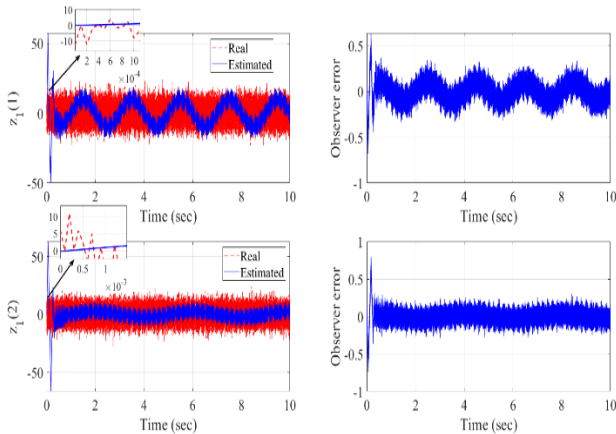 10
0
-10
2 4 6 8 10
×10⁻⁴
Real
Estimated
50
0
-50
z₁(1)
0 2 4 6 8 10
Time (sec)
0.5
0
-0.5
-1
Observer error
0 2 4 6 8 10
Time (sec)
10
5
0
0 0.5 1
×10⁻³
Real
Estimated
50
0
-50
z₁(2)
0 2 4 6 8 10
Time (sec)
1
0.5
0
-0.5
-1
Observer error
0 2 4 6 8 10
Time (sec)